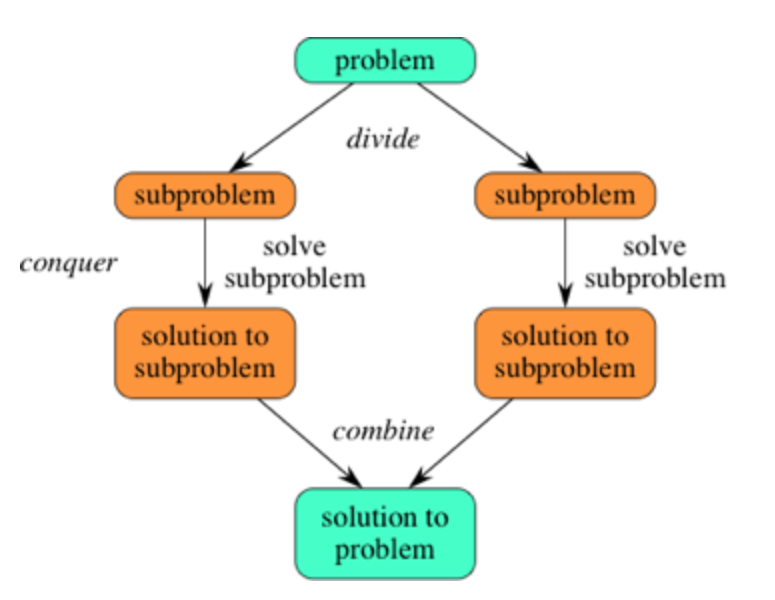 problem
divide
subproblem
subproblem
conquer
solve
subproblem
solve
subproblem
solution to
subproblem
solution to
subproblem
combine
solution to
problem